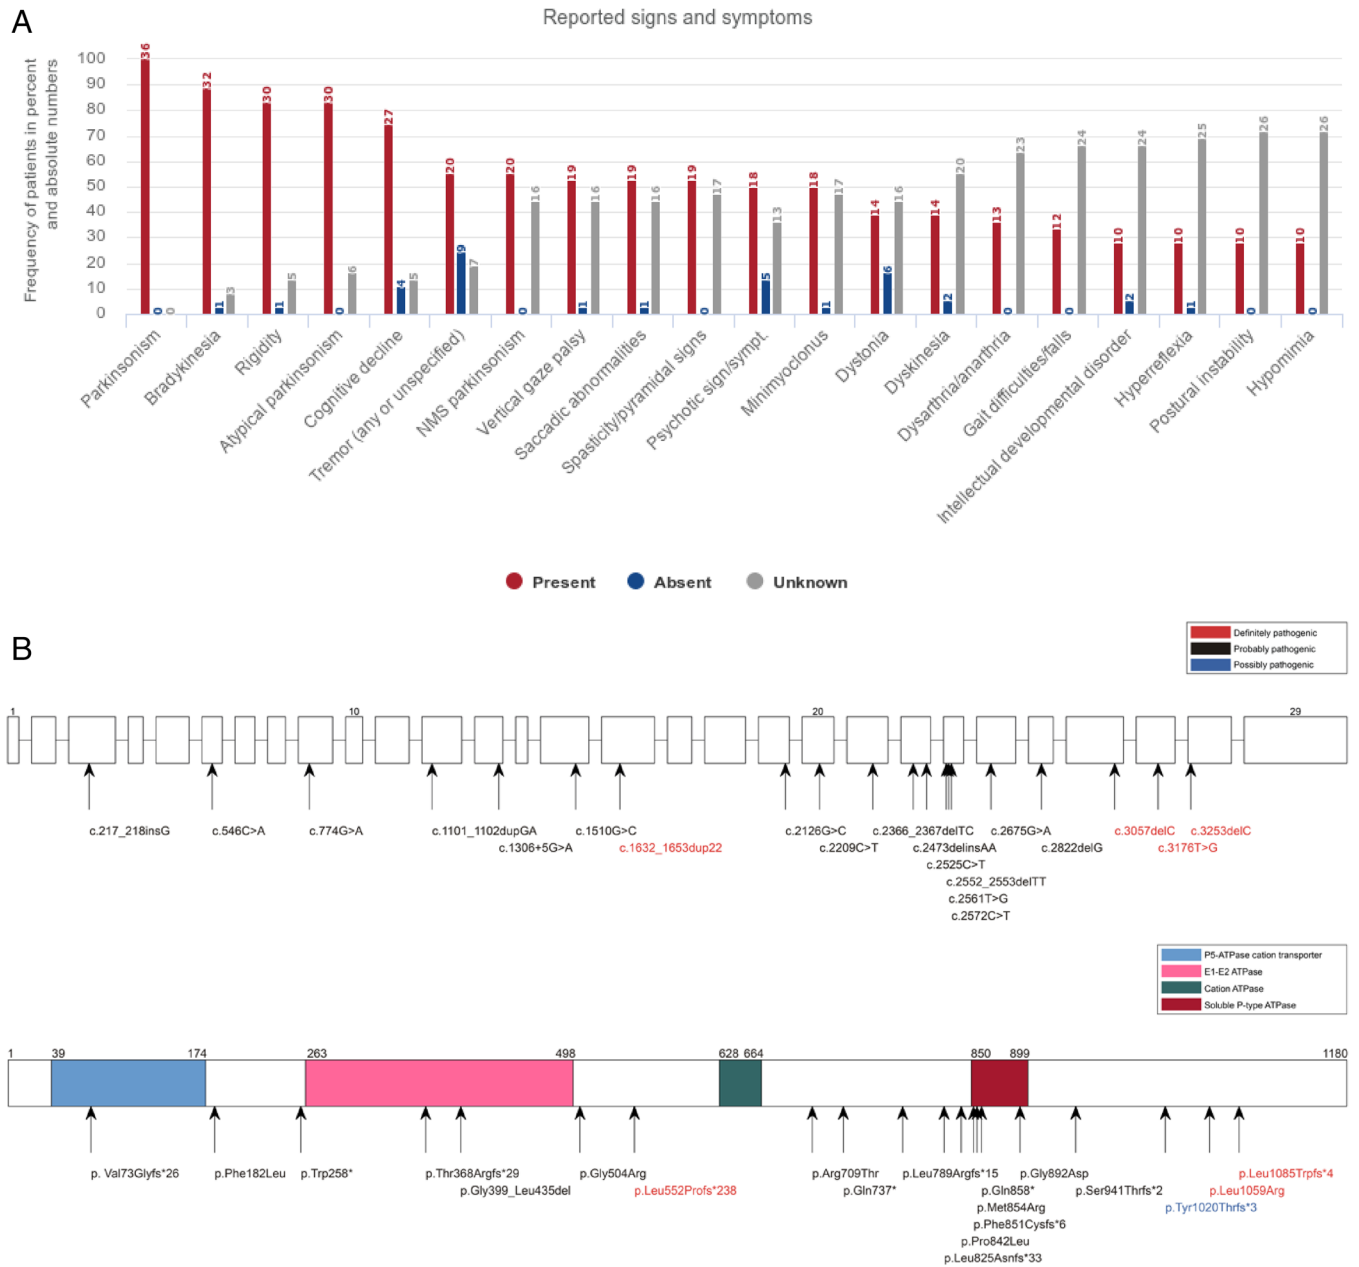 A
Reported signs and symptoms
Frequency of patients in percent
and absolute numbers
100
90
80
70
60
50
40
30
20
10
0
36 0 0
32 1 3
30 1 5
30 0 6
27 4 5
20 9 7
20 0 16
19 1 16
19 1 16
19 0 17
18 5 13
18 1 17
14 6 16
14 2 20
13 0 23
12 0 24
10 2 24
10 1 25
10 0 26
10 0 26
Parkinsonism
Bradykinesia
Rigidity
Atypical parkinsonism
Cognitive decline
Tremor (any or unspecified)
NMS parkinsonism
Vertical gaze palsy
Saccadic abnormalities
Spasticity/pyramidal signs
Psychotic sign/sympt.
Minimyoclonus
Dystonia
Dyskinesia
Dysarthria/anarthria
Gait difficulties/falls
Intellectual developmental disorder
Hyperreflexia
Postural instability
Hypomimia
Present Absent Unknown
B
Definitely pathogenic
Probably pathogenic
Possibly pathogenic
1 10 20 29
c.217_218insG c.546C>A c.774G>A c.1101_1102dupGA c.1510G>C c.2126G>C c.2366_2367delTC c.2675G>A c.3057delC c.3253delC
c.1306+5G>A c.1632_1653dup22 c.2209C>T c.2473delinsAA c.2822delG c.3176T>G
c.2525C>T
c.2552_2553delTT
c.2561T>G
c.2572C>T
P5-ATPase cation transporter
E1-E2 ATPase
Cation ATPase
Soluble P-type ATPase
1 39 174 263 498 628 664 850 899 1180
p. Val73Glyfs*26 p.Phe182Leu p.Trp258* p.Thr368Argfs*29 p.Gly504Arg p.Arg709Thr p.Leu789Argfs*15 p.Gly892Asp p.Leu1085Trpfs*4
p.Gly399_Leu435del p.Leu552Profs*238 p.Gln737* p.Gln858* p.Ser941Thrfs*2 p.Leu1059Arg
p.Met854Arg p.Tyr1020Thrfs*3
p.Phe851Cysfs*6
p.Pro842Leu
p.Leu825Asnfs*33